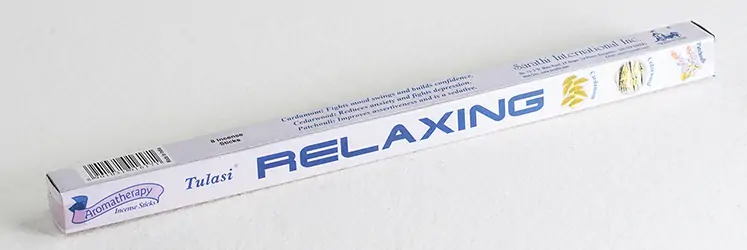 Sarathi International Inc.
Cardamom: Fights mood swings and builds confidence.
Cedarwood: Reduces anxiety and fights depression.
Patchouli: Improves assertiveness and is a sedative.
8 Incense
Sticks
Aromatherapy
Incense Sticks
Tulasi
RELAXING
Cardamom
Cedarwood
Patchouli